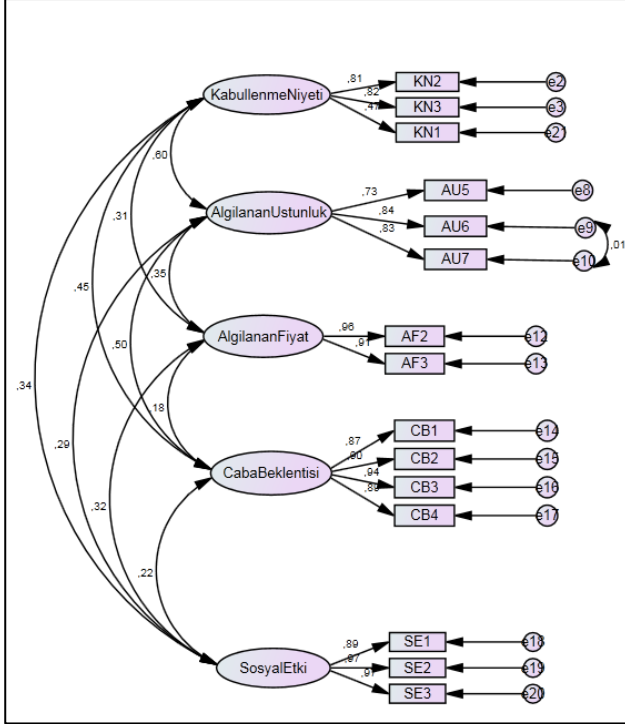 ,81 KN2 e2
KabullenmeNiyeti ,82 KN3 e3
,47 KN1 e21
,60
,73 AU5 e8
,31
AlgilananUstunluk ,84 AU6 e9
,83 AU7 e10 ,01
,35
,45
,50 AlgilananFiyat ,96 AF2 e12
,91 AF3 e13
,34
,18
,87 CB1 e14
,29 ,90 CB2 e15
CabaBeklentisi ,94 CB3 e16
,32 ,89 CB4 e17
,22
,89 SE1 e18
SosyalEtki ,97 SE2 e19
,91 SE3 e20